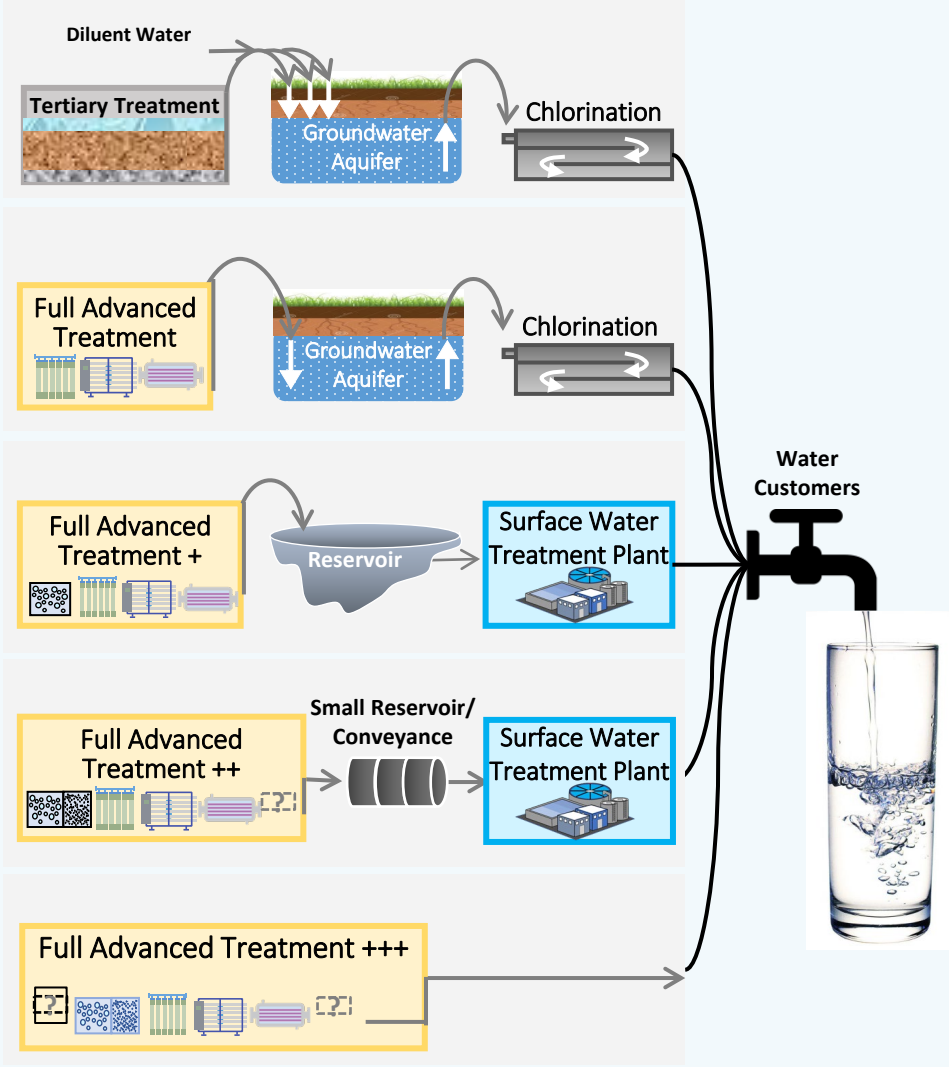 Diluent Water
Tertiary Treatment
Groundwater
Aquifer
Chlorination
Full Advanced
Treatment
Groundwater
Aquifer
Chlorination
Water
Customers
Full Advanced
Treatment +
Reservoir
Surface Water
Treatment Plant
Full Advanced
Treatment ++
?
Small Reservoir/
Conveyance
Surface Water
Treatment Plant
Full Advanced Treatment +++
?
?